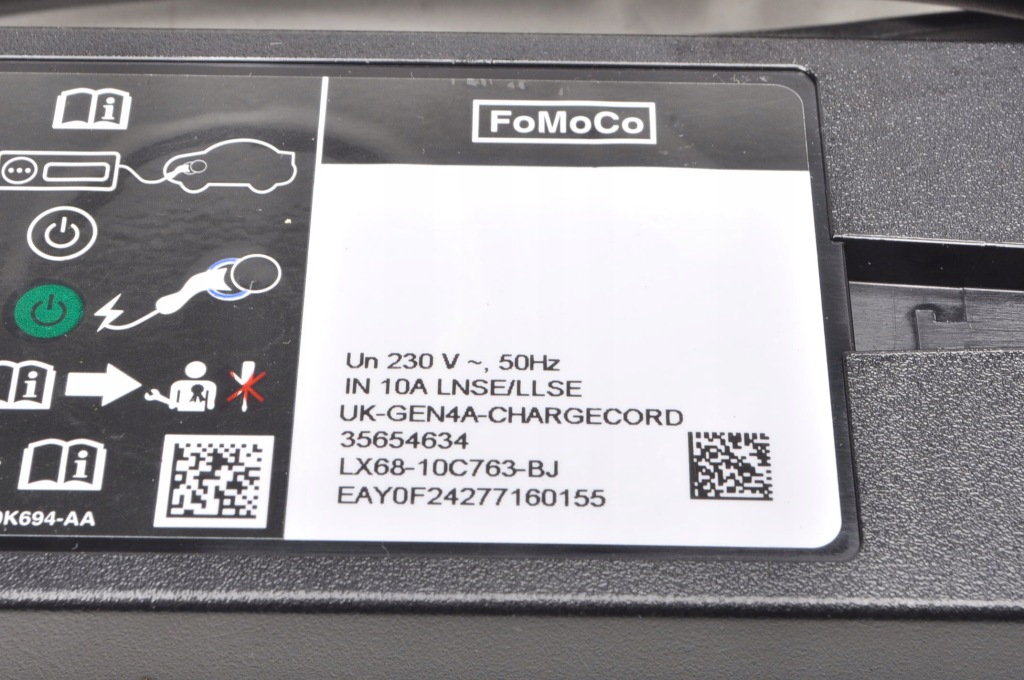 FoMoCo
Un 230 V ~, 50Hz
IN 10A LNSE/LLSE
UK-GEN4A-CHARGECORD
35654634
LX68-10C763-BJ
EAY0F24277160155
K694-AA